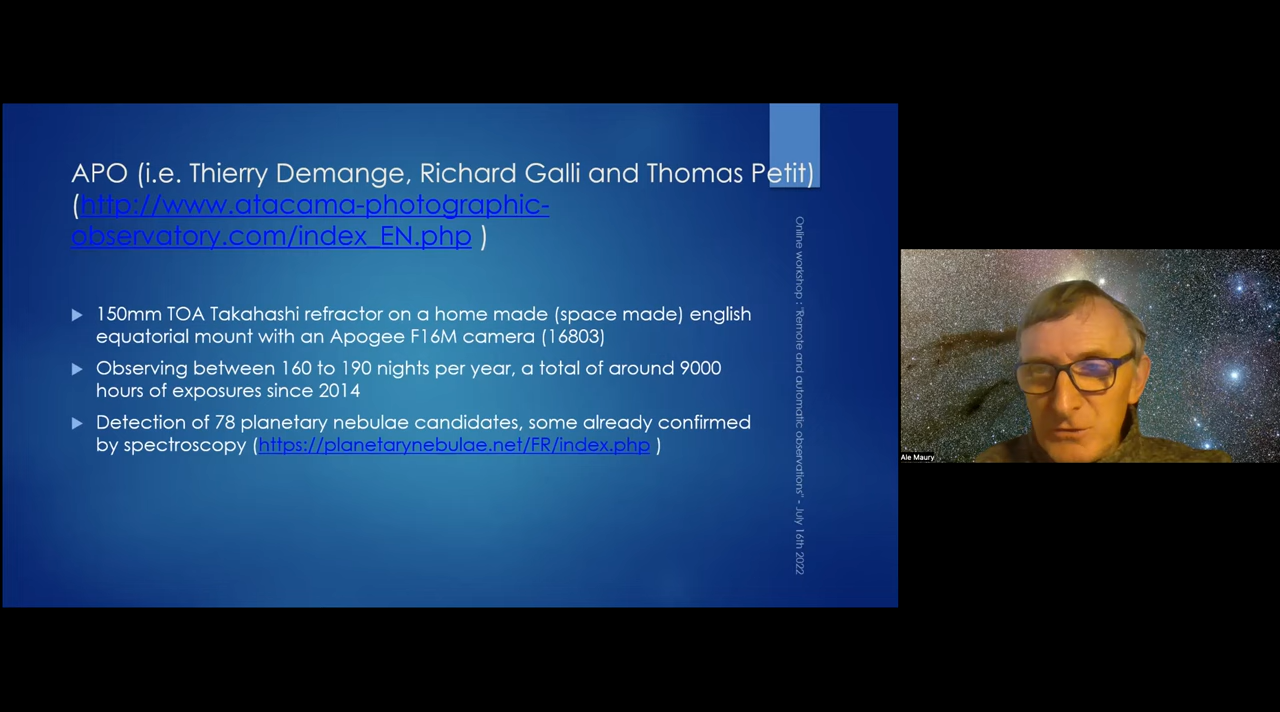 APO (i.e. Thierry Demange, Richard Galli and Thomas Petit)
(http://www.atacama-photographic-
observatory.com/index_EN.php )
150mm TOA Takahashi refractor on a home made (space made) english
equatorial mount with an Apogee F16M camera (16803)
Observing between 160 to 190 nights per year, a total of around 9000
hours of exposures since 2014
Detection of 78 planetary nebulae candidates, some already confirmed
by spectroscopy (https://planetarynebulae.net/FR/index.php )
Online workshop : "Remote and automatic observations" - July 16th 2022
Ale Maury